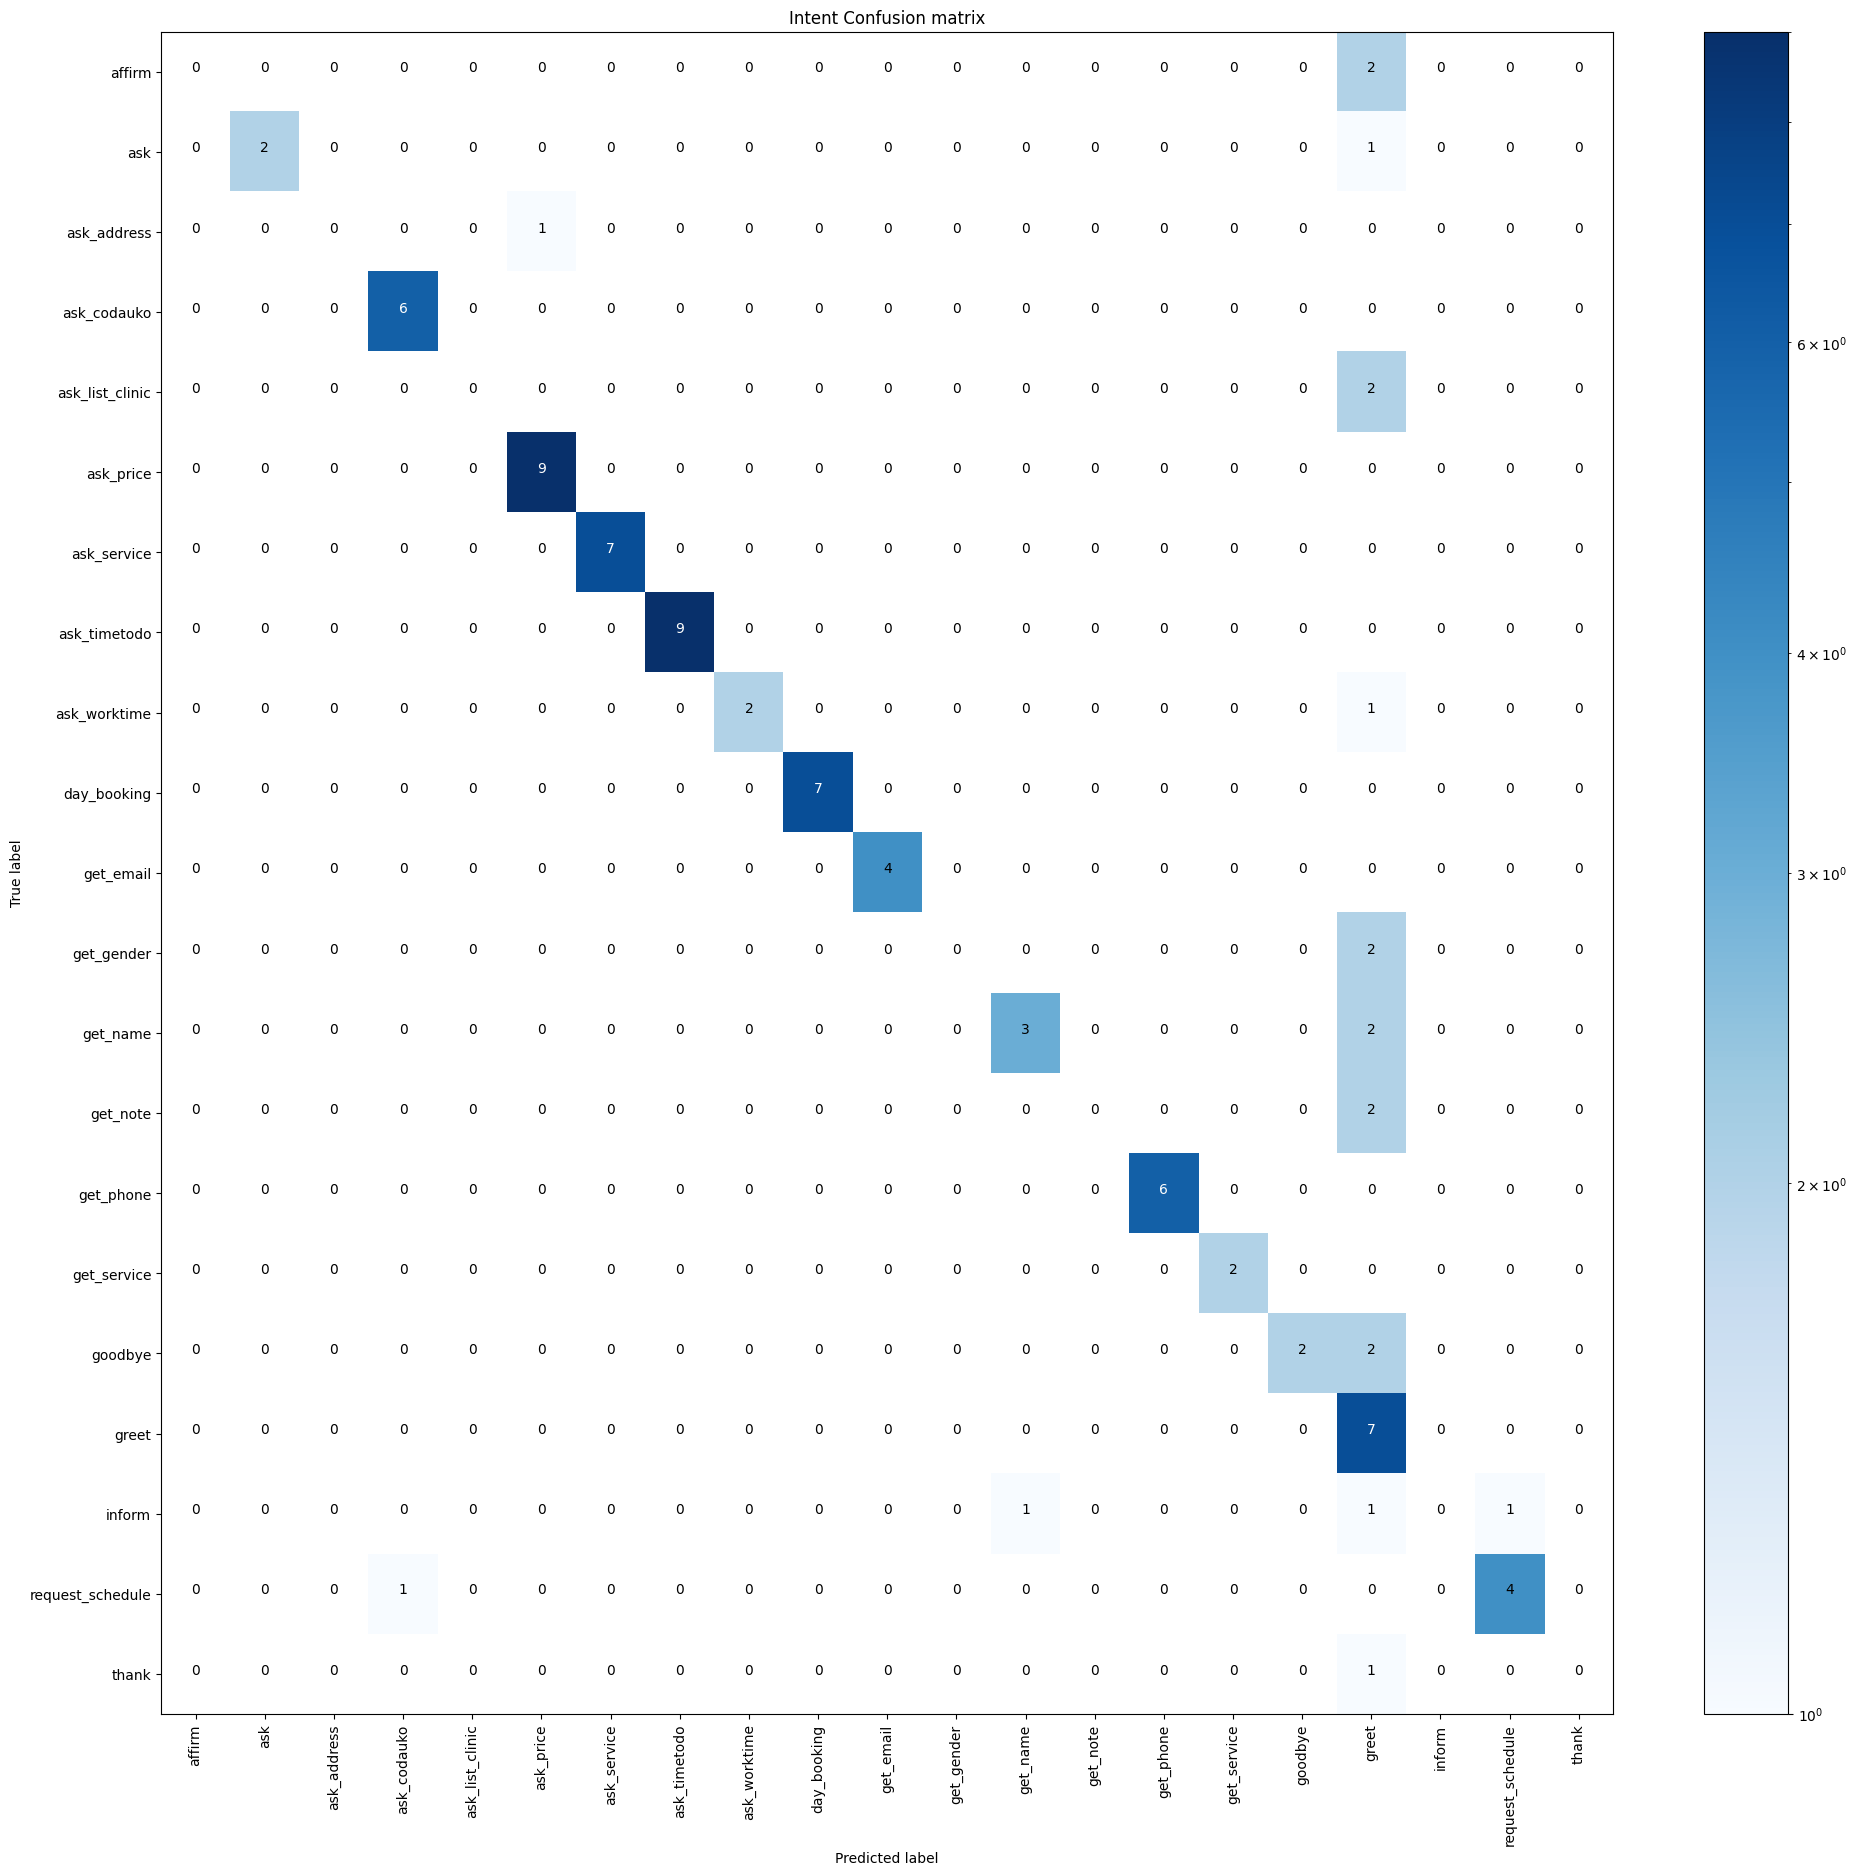 Intent Confusion matrix
affirm 0 0 0 0 0 0 0 0 0 0 0 0 0 0 0 0 0 2 0 0 0
ask 0 2 0 0 0 0 0 0 0 0 0 0 0 0 0 0 0 1 0 0 0
ask_address 0 0 0 0 0 1 0 0 0 0 0 0 0 0 0 0 0 0 0 0 0
ask_codauko 0 0 0 6 0 0 0 0 0 0 0 0 0 0 0 0 0 0 0 0 0
ask_list_clinic 0 0 0 0 0 0 0 0 0 0 0 0 0 0 0 0 0 2 0 0 0
ask_price 0 0 0 0 0 9 0 0 0 0 0 0 0 0 0 0 0 0 0 0 0
ask_service 0 0 0 0 0 0 7 0 0 0 0 0 0 0 0 0 0 0 0 0 0
ask_timetodo 0 0 0 0 0 0 0 9 0 0 0 0 0 0 0 0 0 0 0 0 0
ask_worktime 0 0 0 0 0 0 0 0 2 0 0 0 0 0 0 0 0 1 0 0 0
day_booking 0 0 0 0 0 0 0 0 0 7 0 0 0 0 0 0 0 0 0 0 0
get_email 0 0 0 0 0 0 0 0 0 0 4 0 0 0 0 0 0 0 0 0 0
get_gender 0 0 0 0 0 0 0 0 0 0 0 0 0 0 0 0 0 2 0 0 0
get_name 0 0 0 0 0 0 0 0 0 0 0 0 3 0 0 0 0 2 0 0 0
get_note 0 0 0 0 0 0 0 0 0 0 0 0 0 0 0 0 0 2 0 0 0
get_phone 0 0 0 0 0 0 0 0 0 0 0 0 0 0 6 0 0 0 0 0 0
get_service 0 0 0 0 0 0 0 0 0 0 0 0 0 0 0 2 0 0 0 0 0
goodbye 0 0 0 0 0 0 0 0 0 0 0 0 0 0 0 0 2 2 0 0 0
greet 0 0 0 0 0 0 0 0 0 0 0 0 0 0 0 0 0 7 0 0 0
inform 0 0 0 0 0 0 0 0 0 0 0 0 1 0 0 0 0 1 0 1 0
request_schedule 0 0 0 1 0 0 0 0 0 0 0 0 0 0 0 0 0 0 0 4 0
thank 0 0 0 0 0 0 0 0 0 0 0 0 0 0 0 0 0 1 0 0 0
True label
affirm
ask
ask_address
ask_codauko
ask_list_clinic
ask_price
ask_service
ask_timetodo
ask_worktime
day_booking
get_email
get_gender
get_name
get_note
get_phone
get_service
goodbye
greet
inform
request_schedule
thank
Predicted label
6 × 10⁰
4 × 10⁰
3 × 10⁰
2 × 10⁰
10⁰